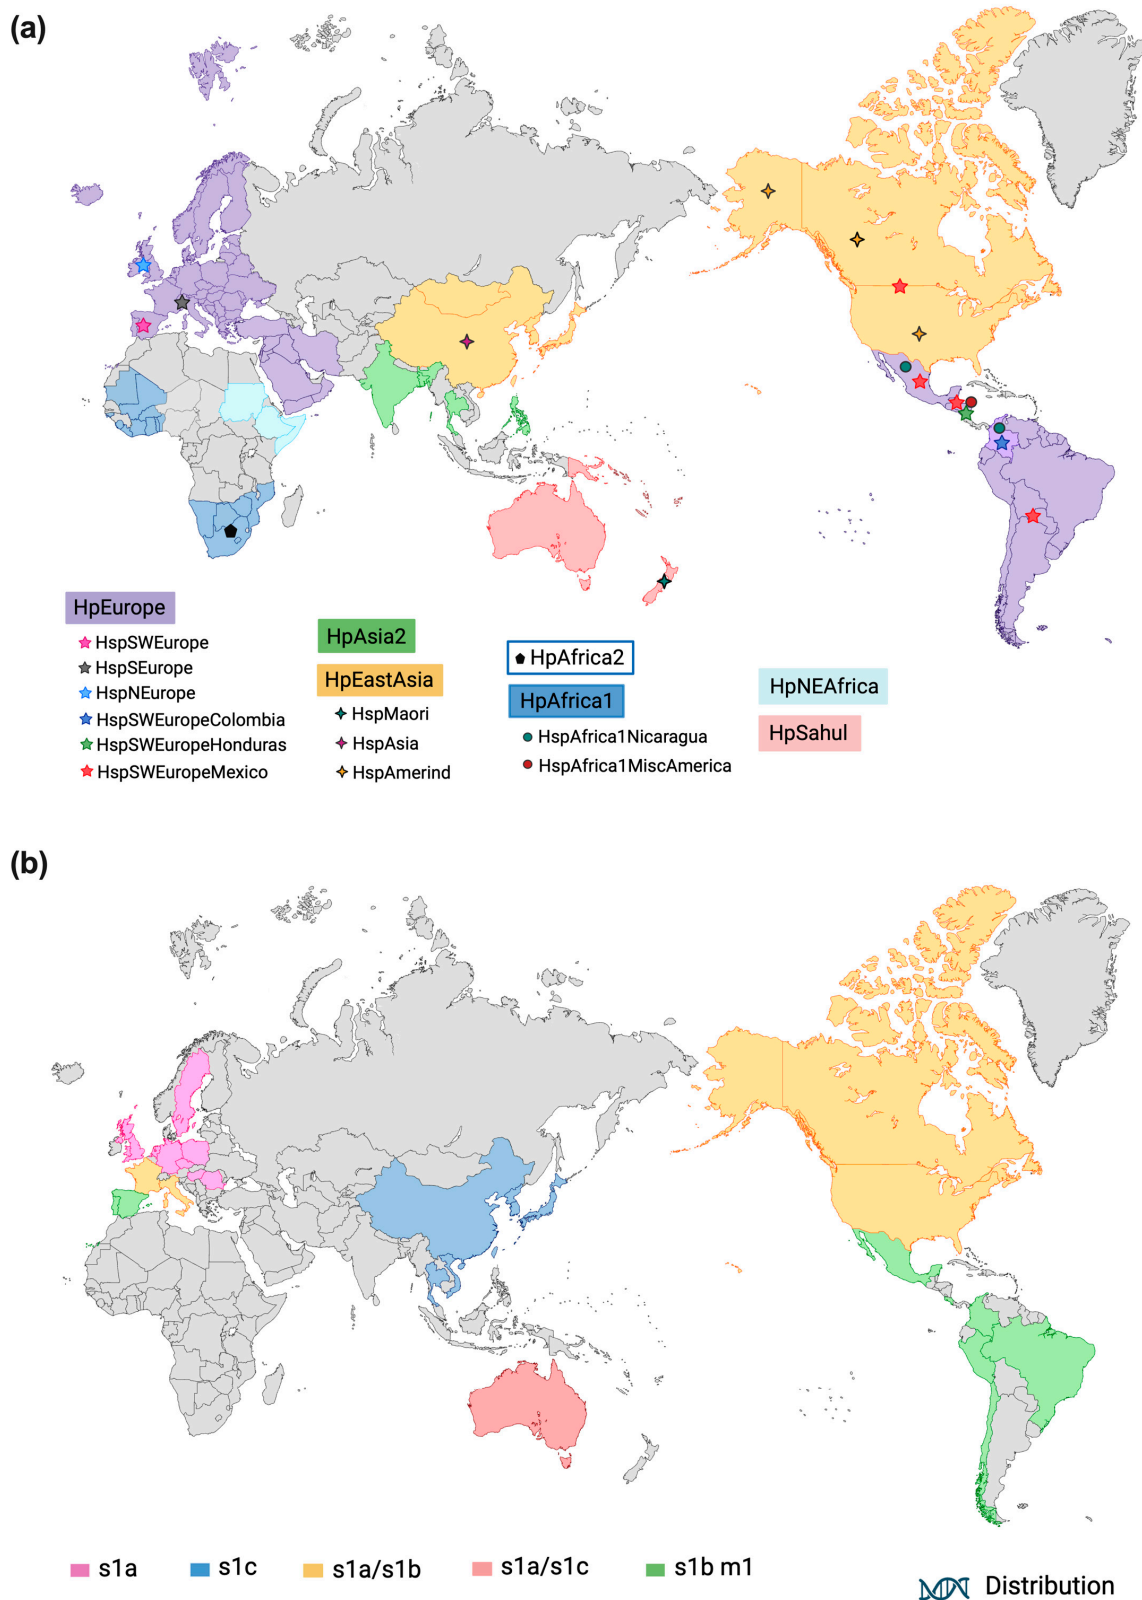 (a)
HpEurope
HspSWEurope
HspSEurope
HspNEurope
HspSWEuropeColombia
HspSWEuropeHonduras
HspSWEuropeMexico
HpAsia2
HpEastAsia
HspMaori
HspAsia
HspAmerind
HpAfrica2
HpAfrica1
HspAfrica1Nicaragua
HspAfrica1MiscAmerica
HpNEAfrica
HpSahul
(b)
s1a
s1c
s1a/s1b
s1a/s1c
s1b m1
Distribution